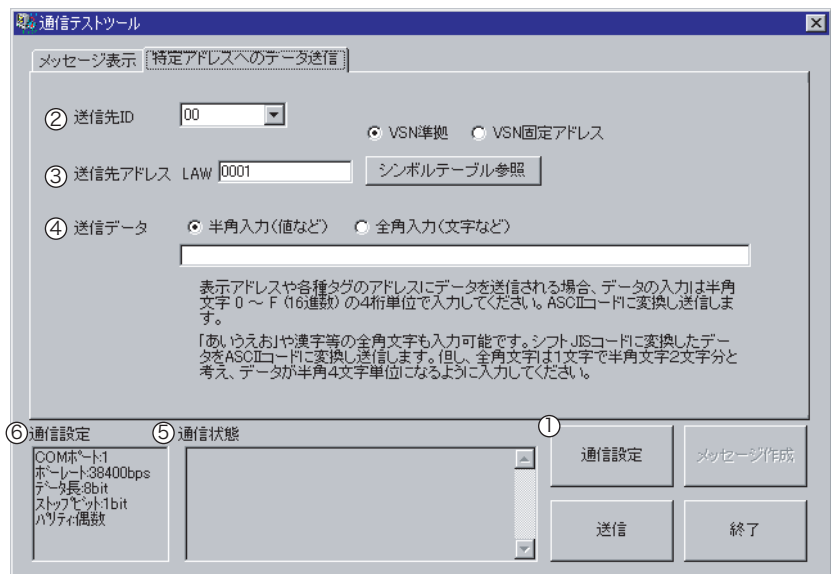 通信テストツール
メッセージ表示 特定アドレスへのデータ送信
② 送信先ID 00
VSN準拠 VSN固定アドレス
③ 送信先アドレス LAW 0001 シンボルテーブル参照
④ 送信データ 半角入力(値など) 全角入力(文字など)
表示アドレスや各種タグのアドレスにデータを送信される場合、データの入力は半角
文字 0 ～ F (16進数) の4桁単位で入力してください。ASCIIコードに変換し送信しま
す。
「あいうえお」や漢字等の全角文字も入力可能です。シフトJISコードに変換したデー
タをASCIIコードに変換し送信します。但し、全角文字は1文字で半角文字2文字分と
考え、データが半角4文字単位になるように入力してください。
⑥通信設定 ⑤通信状態 ①
COMポート:1
ボーレート:38400bps
データ長:8bit
ストップビット:1bit
パリティ:偶数
通信設定 メッセージ作成
送信 終了